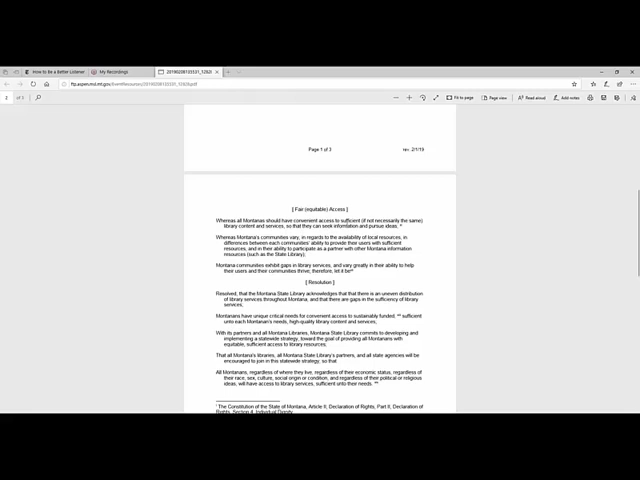 How to be a Better Listener
My Recordings
20190208135531_12820
ftp.aspen.msl.mt.gov
2
of 3
Fit to page
Page view
Read aloud
Add notes
Page 1 of 3
rev. 2/1/19
[ Fair (equitable) Access ]
Whereas all Montanas should have convenient access to sufficient (if not necessarily the same)
library content and services, so that they can seek information and pursue ideas.
Whereas Montana's communities vary, in regards to the availability of local resources, in
differences between each communities' ability to provide their users with sufficient
resources, and in their ability to participate as a partner with other Montana information
resources (such as the State Library);
Montana communities exhibit gaps in library services, and vary greatly in their ability to help
their users and their communities thrive; therefore, let it be
[ Resolution ]
Resolved, that the Montana State Library acknowledges that that there is an uneven distribution
of library services throughout Montana, and that there are gaps in the sufficiency of library
services;
Montanans have unique critical needs for convenient access to sustainably funded, sufficient
unto each Montanan's needs, high-quality library content and services,
With its partners and all Montana Libraries, Montana State Library commits to developing and
implementing a statewide strategy, toward the goal of providing all Montanans with
equitable, sufficient access to library resources.
That all Montana's libraries, all Montana State Library's partners, and all state agencies will be
encouraged to join in this statewide strategy, so that
All Montanans, regardless of where they live, regardless of their economic status, regardless of
their race, sex, culture, social origin or condition, and regardless of their political or religious
ideas, will have access to library services, sufficient unto their needs.
The Constitution of the State of Montana, Article II, Declaration of Rights, Part II, Declaration of
Rights, Section 4, Individual Dignity